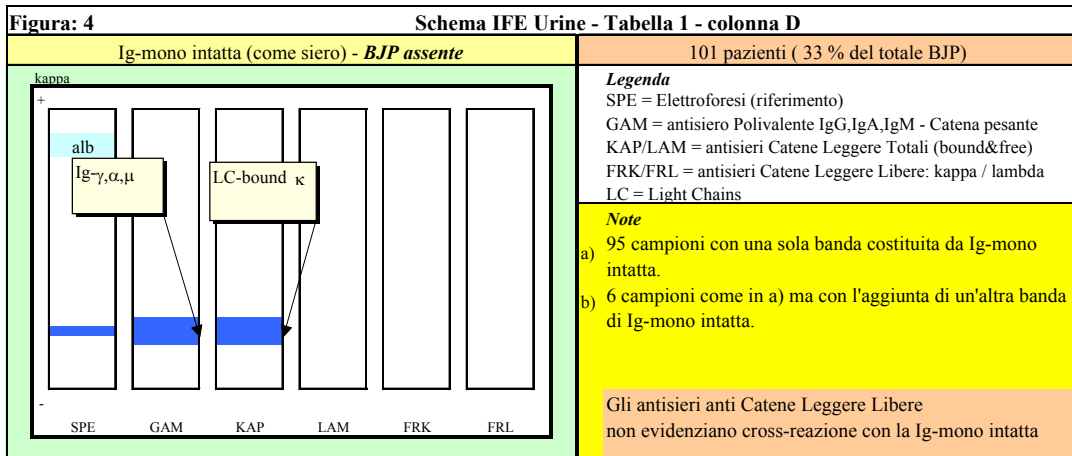 Figura: 4 Schema IFE Urine - Tabella 1 - colonna D
Ig-mono intatta (come siero) - BJP assente
101 pazienti ( 33 % del totale BJP)
kappa
+
alb
Ig-γ,α,μ
LC-bound κ
-
SPE GAM KAP LAM FRK FRL
Legenda
SPE = Elettroforesi (riferimento)
GAM = antisiero Polivalente IgG,IgA,IgM - Catena pesante
KAP/LAM = antisieri Catene Leggere Totali (bound&free)
FRK/FRL = antisieri Catene Leggere Libere: kappa / lambda
LC = Light Chains
Note
a) 95 campioni con una sola banda costituita da Ig-mono
intatta.
b) 6 campioni come in a) ma con l'aggiunta di un'altra banda
di Ig-mono intatta.
Gli antisieri anti Catene Leggere Libere
non evidenziano cross-reazione con la Ig-mono intatta